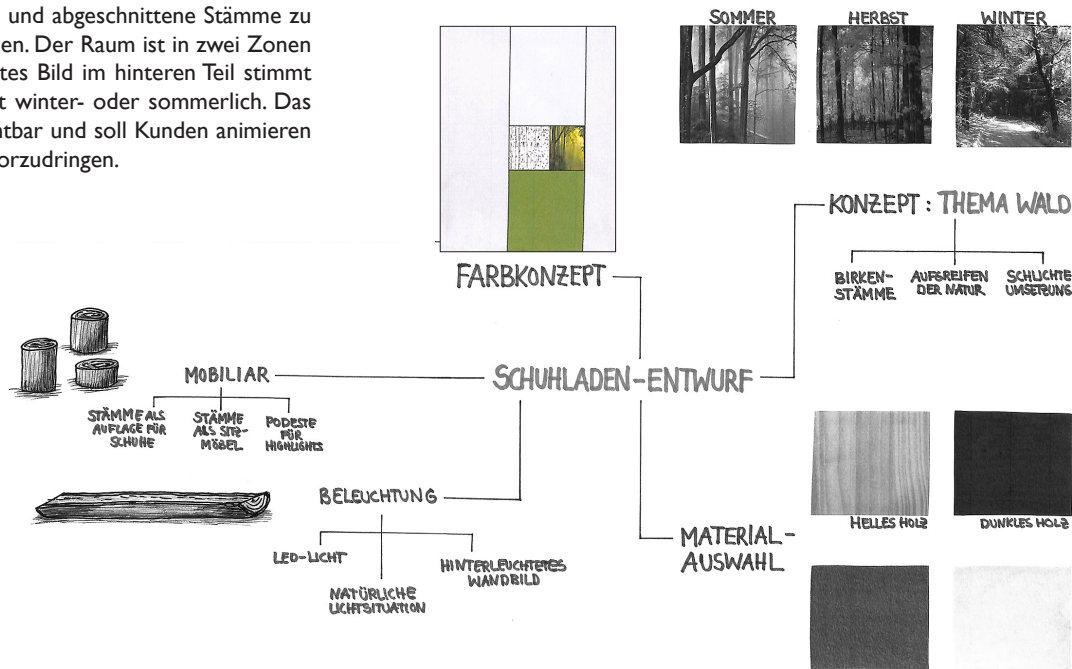 und abgeschnittene Stämme zu
en. Der Raum ist in zwei Zonen
tes Bild im hinteren Teil stimmt
t winter- oder sommerlich. Das
htbar und soll Kunden animieren
orzudringen.
SOMMER
HERBST
WINTER
KONZEPT: THEMA WALD
BIRKEN-
STÄMME
AUFGREIFEN
DER NATUR
SCHLICHTE
UMSETZUNG
FARBKONZEPT
SCHUHLADEN-ENTWURF
MOBILIAR
STÄMME ALS
AUFLAGE FÜR
SCHUHE
STÄMME
ALS SITZ-
MÖBEL
PODESTE
FÜR
HIGHLIGHTS
BELEUCHTUNG
LED-LICHT
NATÜRLICHE
LICHTSITUATION
HINTERLEUCHTETES
WANDBILD
MATERIAL-
AUSWAHL
HELLES HOLZ
DUNKLES HOLZ